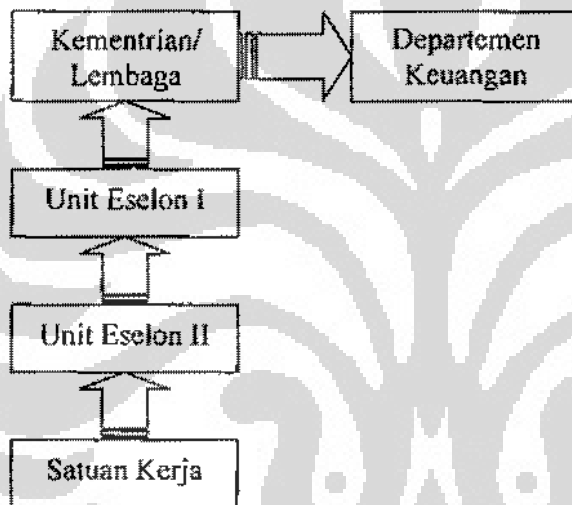 Kementrian/
Lembaga
Departemen
Keuangan
Unit Eselon I
Unit Eselon II
Satuan Kerja